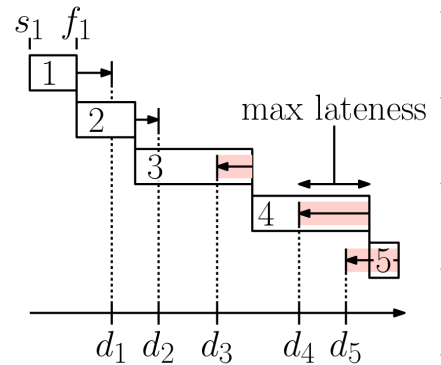 s₁ f₁
1
2
max lateness
3
4
5
d₁ d₂ d₃ d₄ d₅